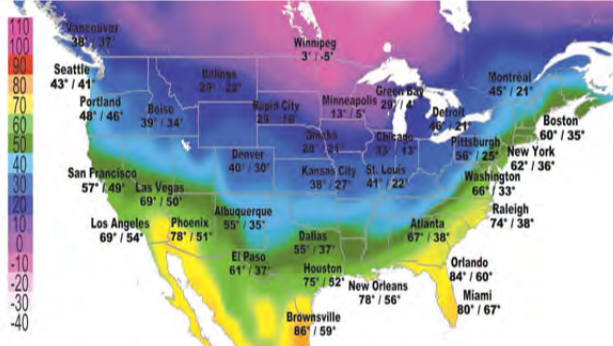 110
100
90
80
70
60
50
40
30
20
10
0
-10
-20
-30
-40
Vancouver
38° / 37°
Seattle
43° / 41°
Portland
48° / 46°
Boise
39° / 34°
Billings
Winnipeg
3° / -5°
Rapid City
Minneapolis
13° / 5°
Green Bay
29° / 4°
Montréal
45° / 21°
Detroit
46° / 21°
Boston
60° / 35°
Omaha
28° / 21°
Chicago
33° / 13°
Pittsburgh
56° / 25°
New York
62° / 36°
Denver
40° / 30°
Kansas City
38° / 27°
St. Louis
41° / 22°
Washington
66° / 33°
San Francisco
57° / 49°
Las Vegas
69° / 50°
Los Angeles
69° / 54°
Phoenix
78° / 51°
Albuquerque
55° / 35°
El Paso
61° / 37°
Dallas
55° / 37°
Houston
75° / 52°
New Orleans
78° / 56°
Atlanta
67° / 38°
Raleigh
74° / 38°
Orlando
84° / 60°
Miami
80° / 67°
Brownsville
86° / 59°